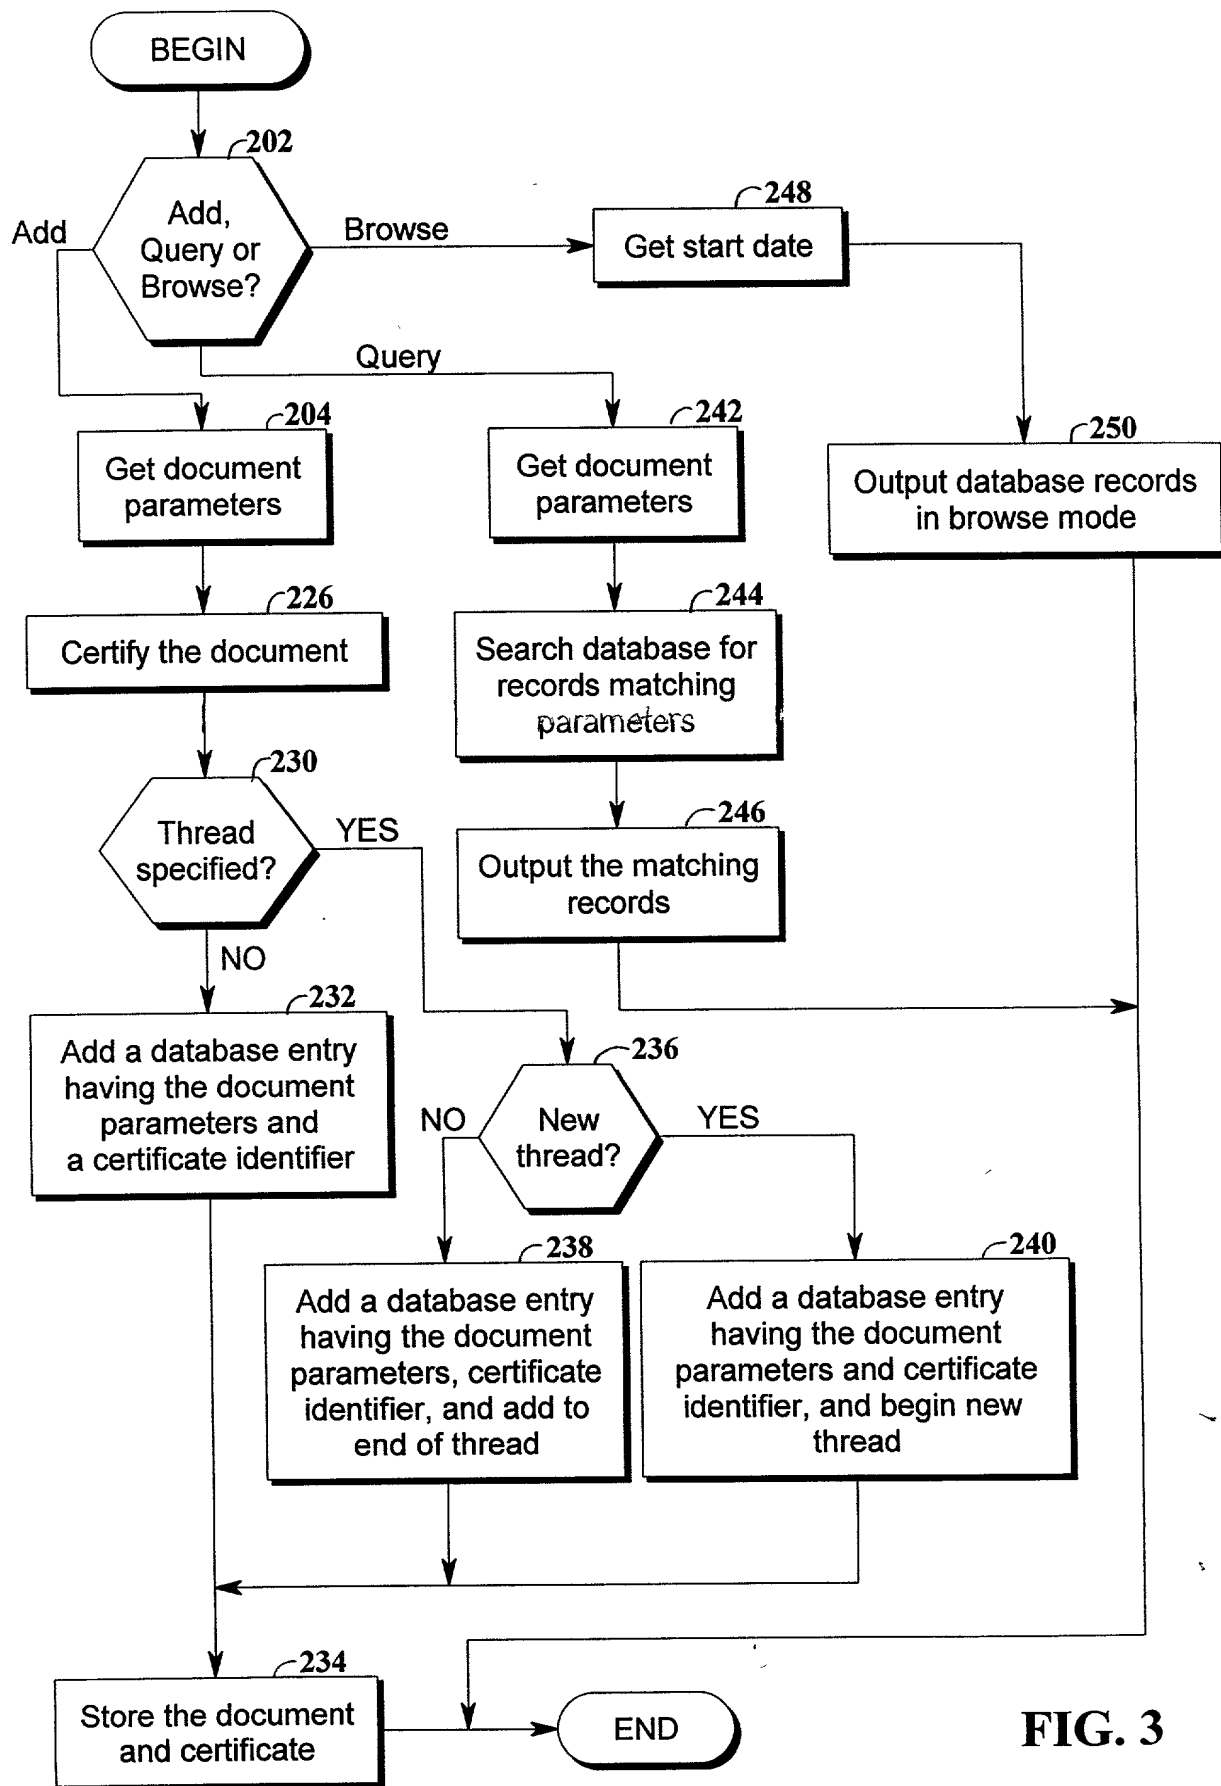 BEGIN
202
Add,
Query or
Browse?
Add
Browse
248
Get start date
Query
204
Get document
parameters
242
Get document
parameters
250
Output database records
in browse mode
226
Certify the document
244
Search database for
records matching
parameters
230
Thread
specified?
YES
NO
246
Output the matching
records
232
Add a database entry
having the document
parameters and
a certificate identifier
236
New
thread?
NO
YES
238
Add a database entry
having the document
parameters, certificate
identifier, and add to
end of thread
240
Add a database entry
having the document
parameters and certificate
identifier, and begin new
thread
234
Store the document
and certificate
END
FIG. 3